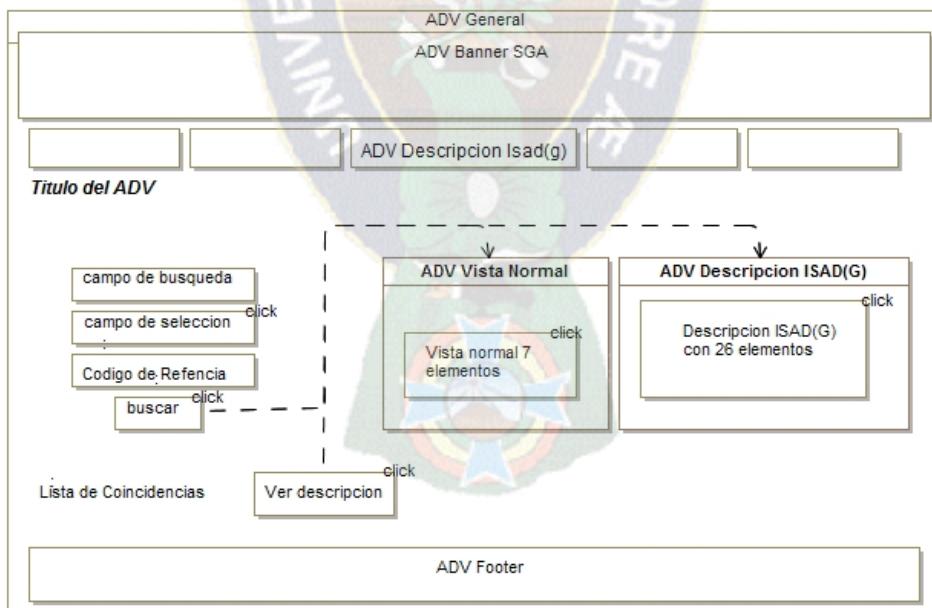 ADV General
ADV Banner SGA
ADV Descripcion Isad(g)
Titulo del ADV
campo de busqueda
campo de seleccion
click
Codigo de Refencia
buscar
click
ADV Vista Normal
click
Vista normal 7
elementos
ADV Descripcion ISAD(G)
click
Descripcion ISAD(G)
con 26 elementos
Lista de Coincidencias
Ver descripcion
click
ADV Footer
UNIVE
ORE Æ